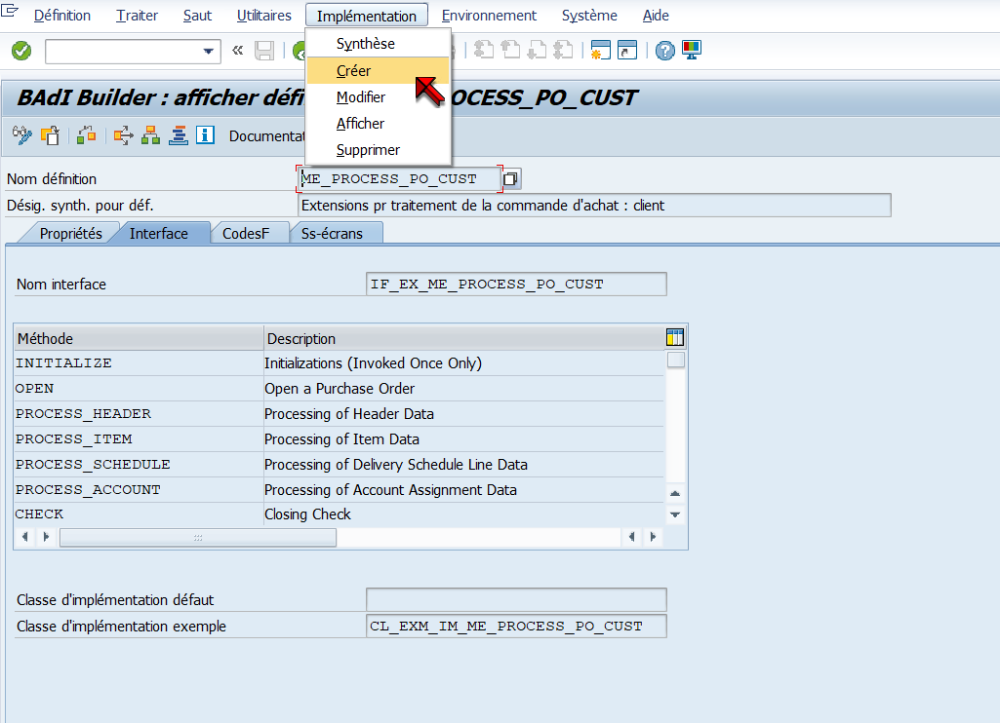 Définition Traiter Saut Utilitaires Implémentation Environnement Système Aide
Synthèse
Créer
Modifier
Afficher
Supprimer
BAdI Builder : afficher défi OCESS_PO_CUST
Documentat
Nom définition ME_PROCESS_PO_CUST
Désig. synth. pour déf. Extensions pr traitement de la commande d'achat : client
Propriétés Interface CodesF Ss-écrans
Nom interface IF_EX_ME_PROCESS_PO_CUST
Méthode Description
INITIALIZE Initializations (Invoked Once Only)
OPEN Open a Purchase Order
PROCESS_HEADER Processing of Header Data
PROCESS_ITEM Processing of Item Data
PROCESS_SCHEDULE Processing of Delivery Schedule Line Data
PROCESS_ACCOUNT Processing of Account Assignment Data
CHECK Closing Check
Classe d'implémentation défaut
Classe d'implémentation exemple CL_EXM_IM_ME_PROCESS_PO_CUST